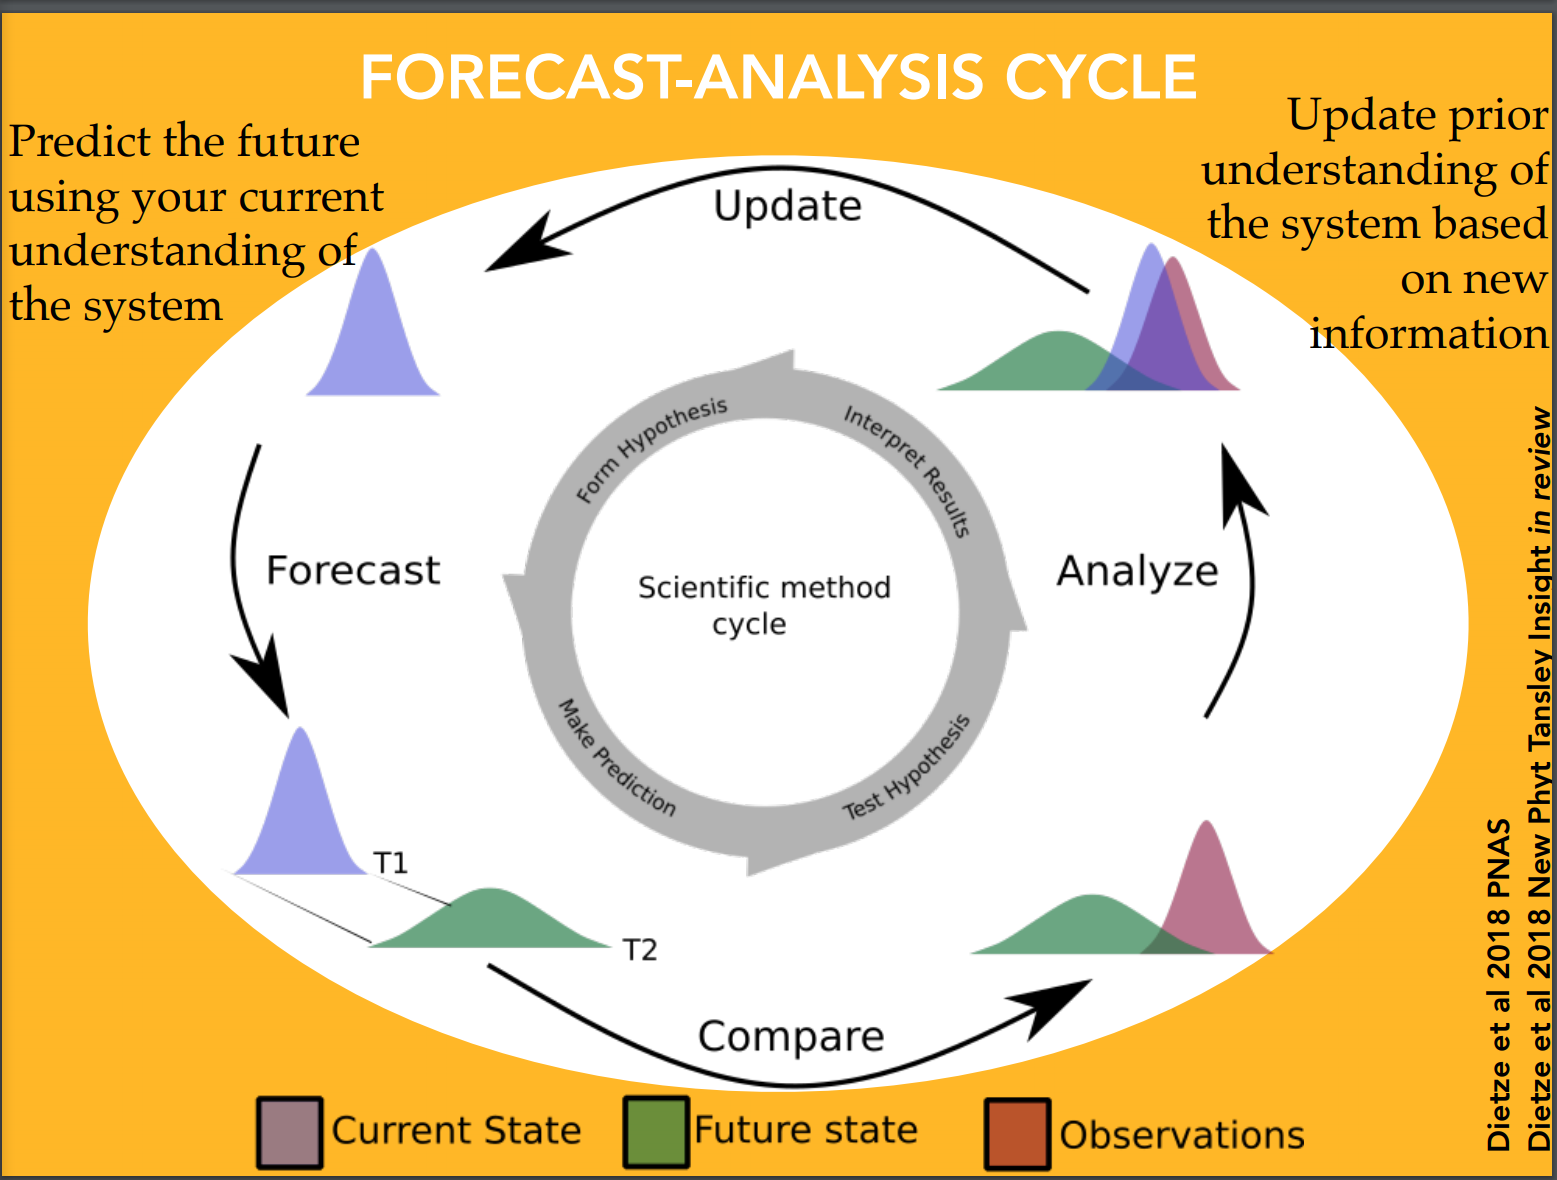 FORECAST-ANALYSIS CYCLE
Predict the future
using your current
understanding of
the system
Update prior
understanding of
the system based
on new
information
Update
Form Hypothesis
Interpret Results
Forecast
Scientific method
cycle
Analyze
Make Prediction
Test Hypothesis
T1
T2
Compare
Current State
Future state
Observations
Dietze et al 2018 PNAS
Dietze et al 2018 New Phyt Tansley Insight in review